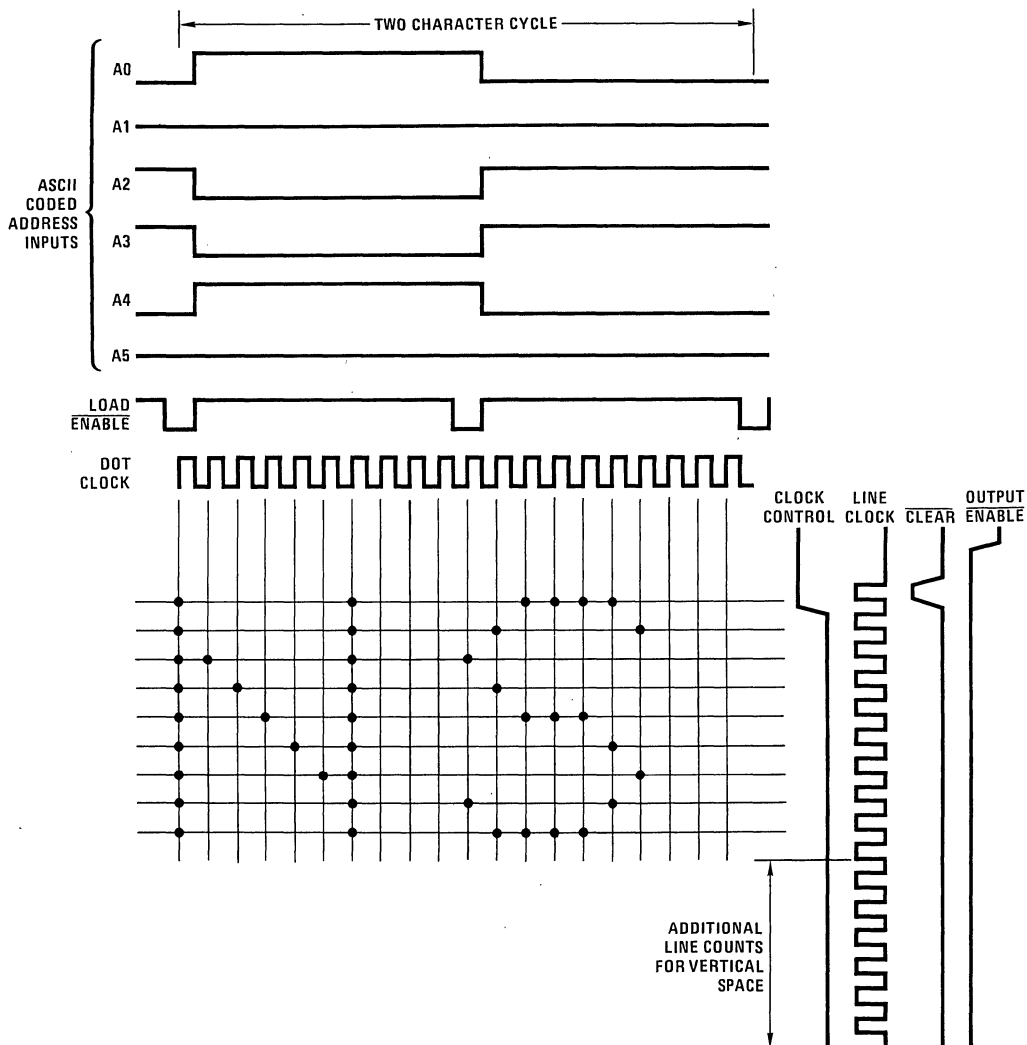 TWO CHARACTER CYCLE
A0
A1
A2
A3
A4
A5
ASCII
CODED
ADDRESS
INPUTS
LOAD
ENABLE
DOT
CLOCK
CLOCK
CONTROL
LINE
CLOCK
CLEAR
OUTPUT
ENABLE
ADDITIONAL
LINE COUNTS
FOR VERTICAL
SPACE